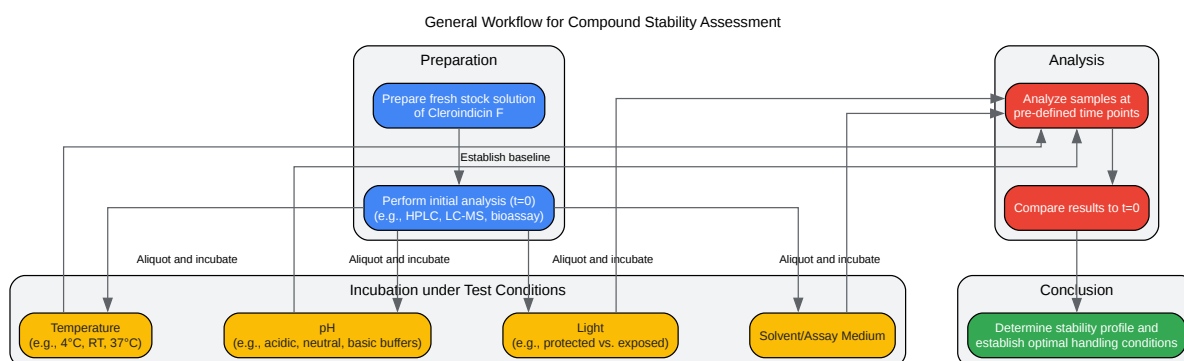 General Workflow for Compound Stability Assessment
Preparation
Analysis
Prepare fresh stock solution
of Cleroindicin F
Analyze samples at
pre-defined time points
Establish baseline
Perform initial analysis (t=0)
(e.g., HPLC, LC-MS, bioassay)
Compare results to t=0
Aliquot and incubate
Aliquot and incubate
Aliquot and incubate
Aliquot and incubate
Incubation under Test Conditions
Conclusion
Temperature
(e.g., 4°C, RT, 37°C)
pH
(e.g., acidic, neutral, basic buffers)
Light
(e.g., protected vs. exposed)
Solvent/Assay Medium
Determine stability profile and
establish optimal handling conditions